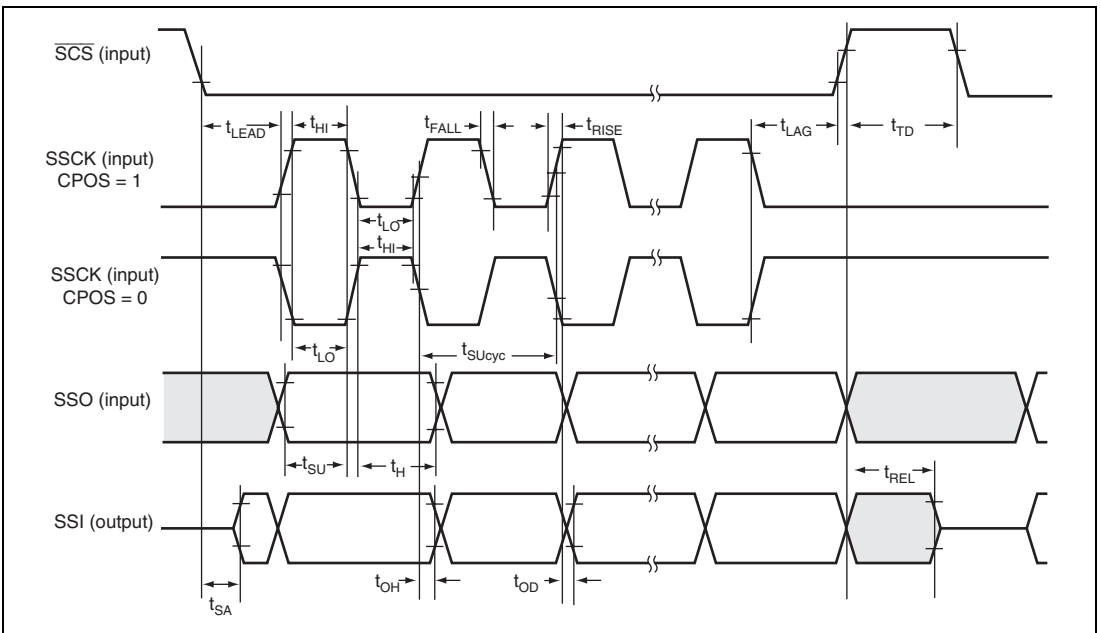 SCS (input)
tLEAD
tHI
tFALL
tRISE
tLAG
tTD
SSCK (input)
CPOS = 1
tLO
tHI
SSCK (input)
CPOS = 0
tLO
tSUcyc
SSO (input)
tSU
tH
tREL
SSI (output)
tSA
tOH
tOD